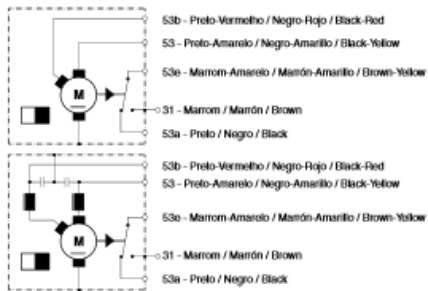 53b - Preto-Vermelho / Negro-Rojo / Black-Red
53 - Preto-Amarelo / Negro-Amarillo / Black-Yellow
53e - Marrom-Amarelo / Marrón-Amarillo / Brown-Yellow
M
31 - Marrom / Marrón / Brown
53a - Preto / Negro / Black
53b - Preto-Vermelho / Negro-Rojo / Black-Red
53 - Preto-Amarelo / Negro-Amarillo / Black-Yellow
53e - Marrom-Amarelo / Marrón-Amarillo / Brown-Yellow
M
31 - Marrom / Marrón / Brown
53a - Preto / Negro / Black